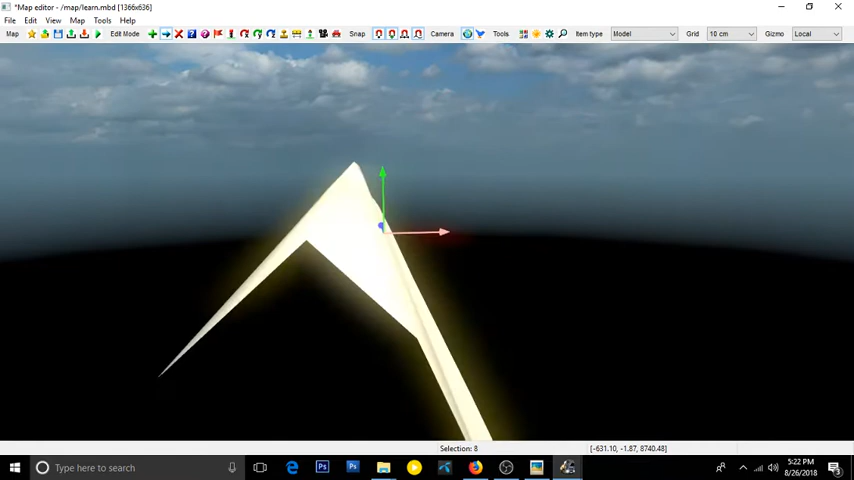 *Map editor - /map/learn.mbd [1366x636]
File Edit View Map Tools Help
Map Edit Mode Snap Camera Tools Item type Model Grid 10 cm Gizmo Local
Selection: 8 [-631.10, -1.87, 8740.48]
Type here to search
5:22 PM
8/26/2018
3